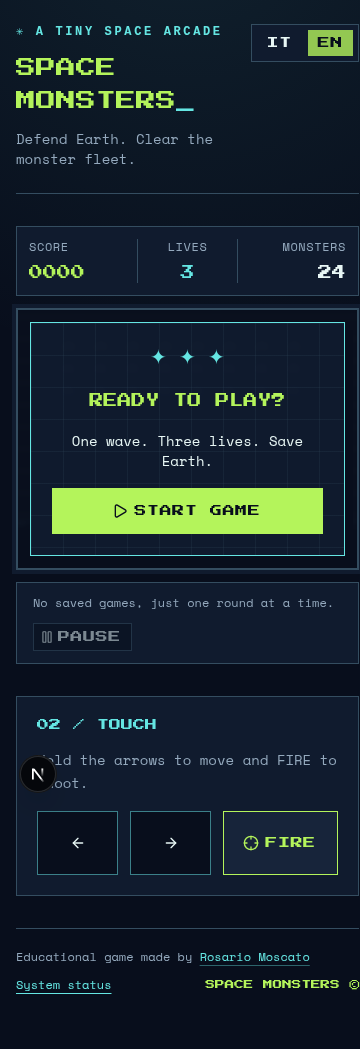 ✳ A TINY SPACE ARCADE
IT EN
SPACE
MONSTERS_
Defend Earth. Clear the
monster fleet.
SCORE LIVES MONSTERS
0000 3 24
✦ ✦ ✦
READY TO PLAY?
One wave. Three lives. Save
Earth.
START GAME
No saved games, just one round at a time.
PAUSE
02 / TOUCH
the arrows to move and FIRE to
N
← → FIRE
Educational game made by Rosario Moscato
System status SPACE MONSTERS ©